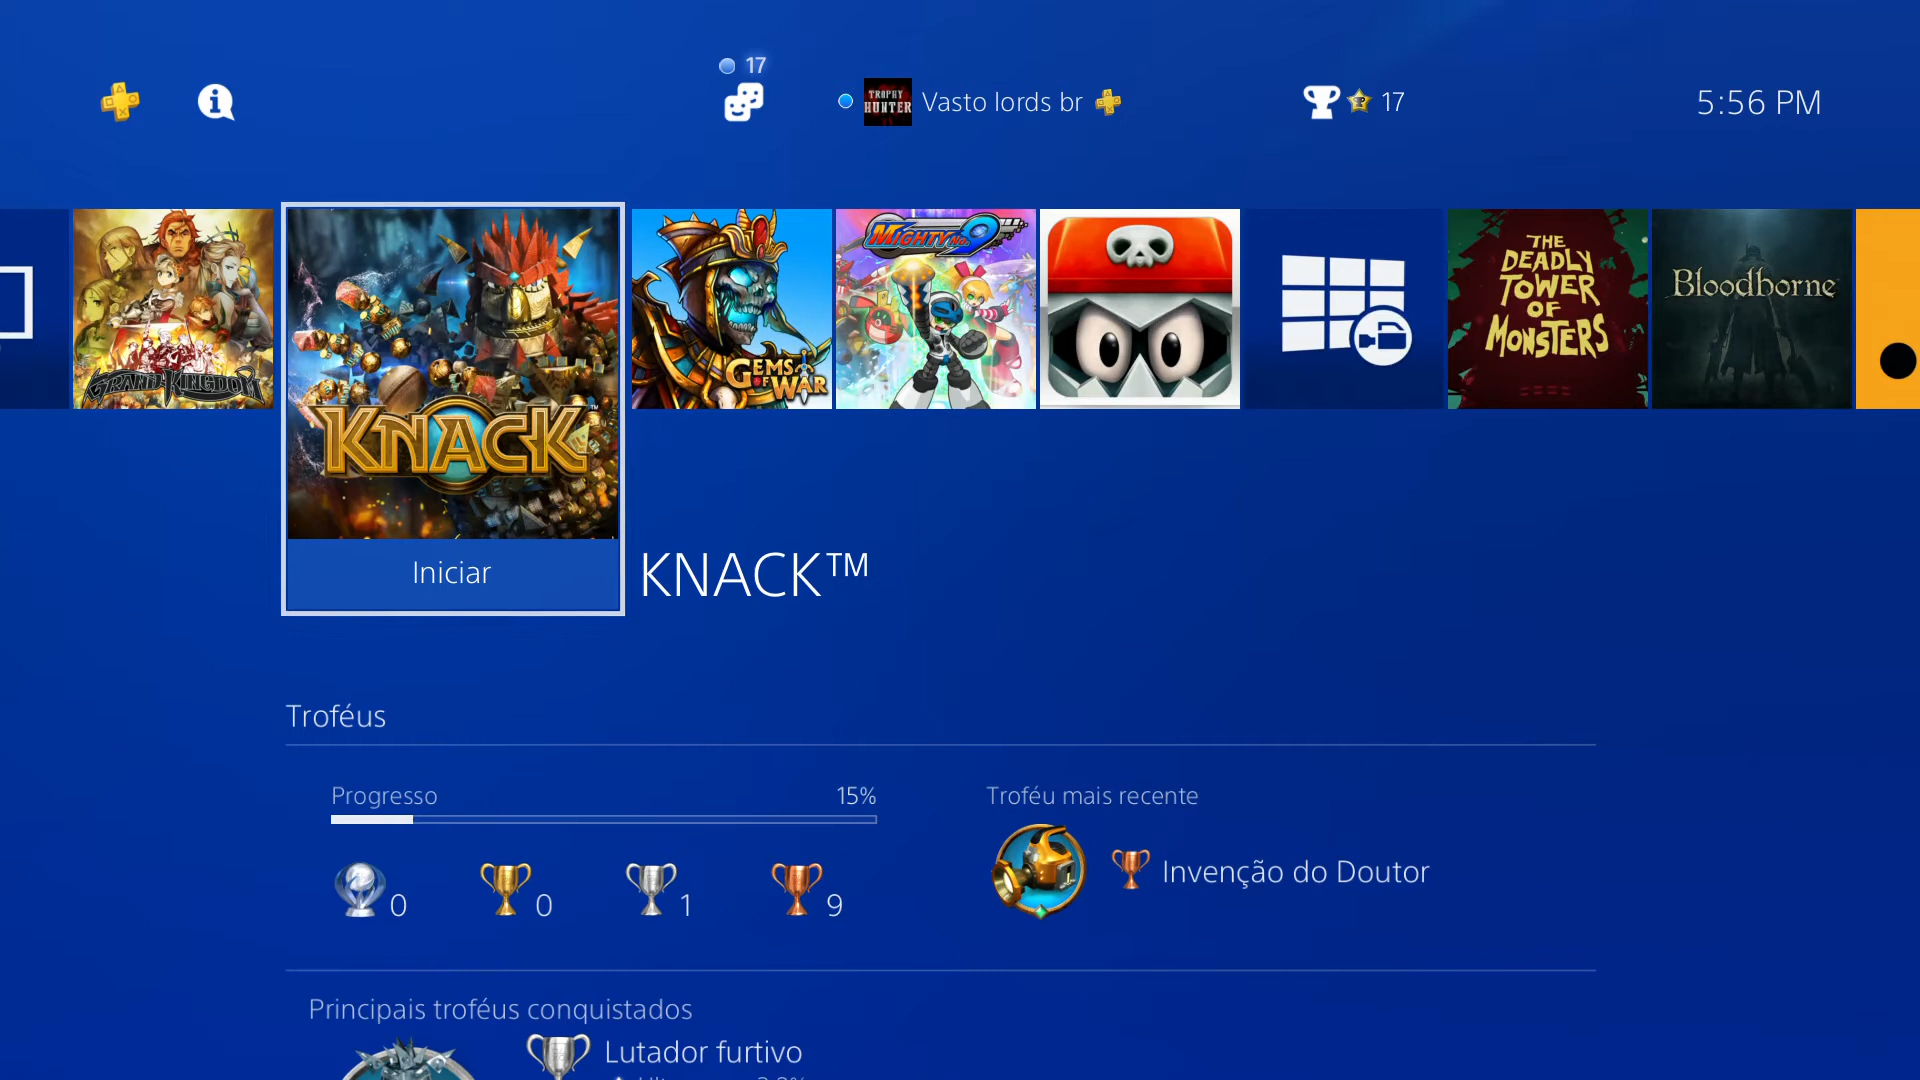 17
TROPHY
HUNTER
Vasto lords br
17
5:56 PM
GRAND KINGDOM
KNACK
GEMS
OF WAR
MIGHTY No. 9
THE
DEADLY
TOWER
OF
MONSTERS
Bloodborne
Iniciar
KNACK™
Troféus
Progresso
15%
Troféu mais recente
0
0
1
9
Invenção do Doutor
Principais troféus conquistados
Lutador furtivo